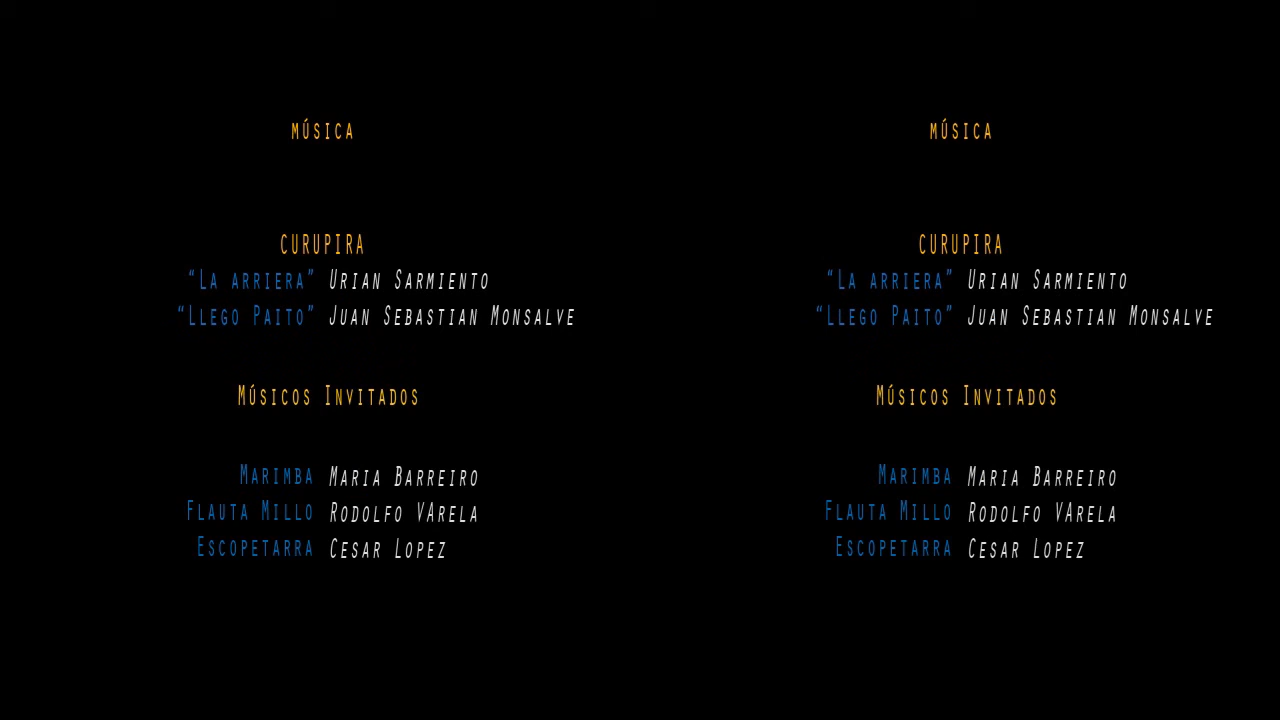 MÚSICA
CURUPIRA
“LA ARRIERA” URIAN SARMIENTO
“LLEGO PAITO” JUAN SEBASTIAN MONSALVE
MÚSICOS INVITADOS
MARIMBA MARIA BARREIRO
FLAUTA MILLO RODOLFO VARELA
ESCOPETARRA CESAR LOPEZ
MÚSICA
CURUPIRA
“LA ARRIERA” URIAN SARMIENTO
“LLEGO PAITO” JUAN SEBASTIAN MONSALVE
MÚSICOS INVITADOS
MARIMBA MARIA BARREIRO
FLAUTA MILLO RODOLFO VARELA
ESCOPETARRA CESAR LOPEZ